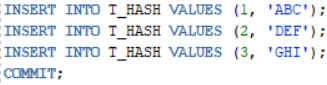 INSERT INTO T_HASH VALUES (1, 'ABC');
INSERT INTO T_HASH VALUES (2, 'DEF');
INSERT INTO T_HASH VALUES (3, 'GHI');
COMMIT;